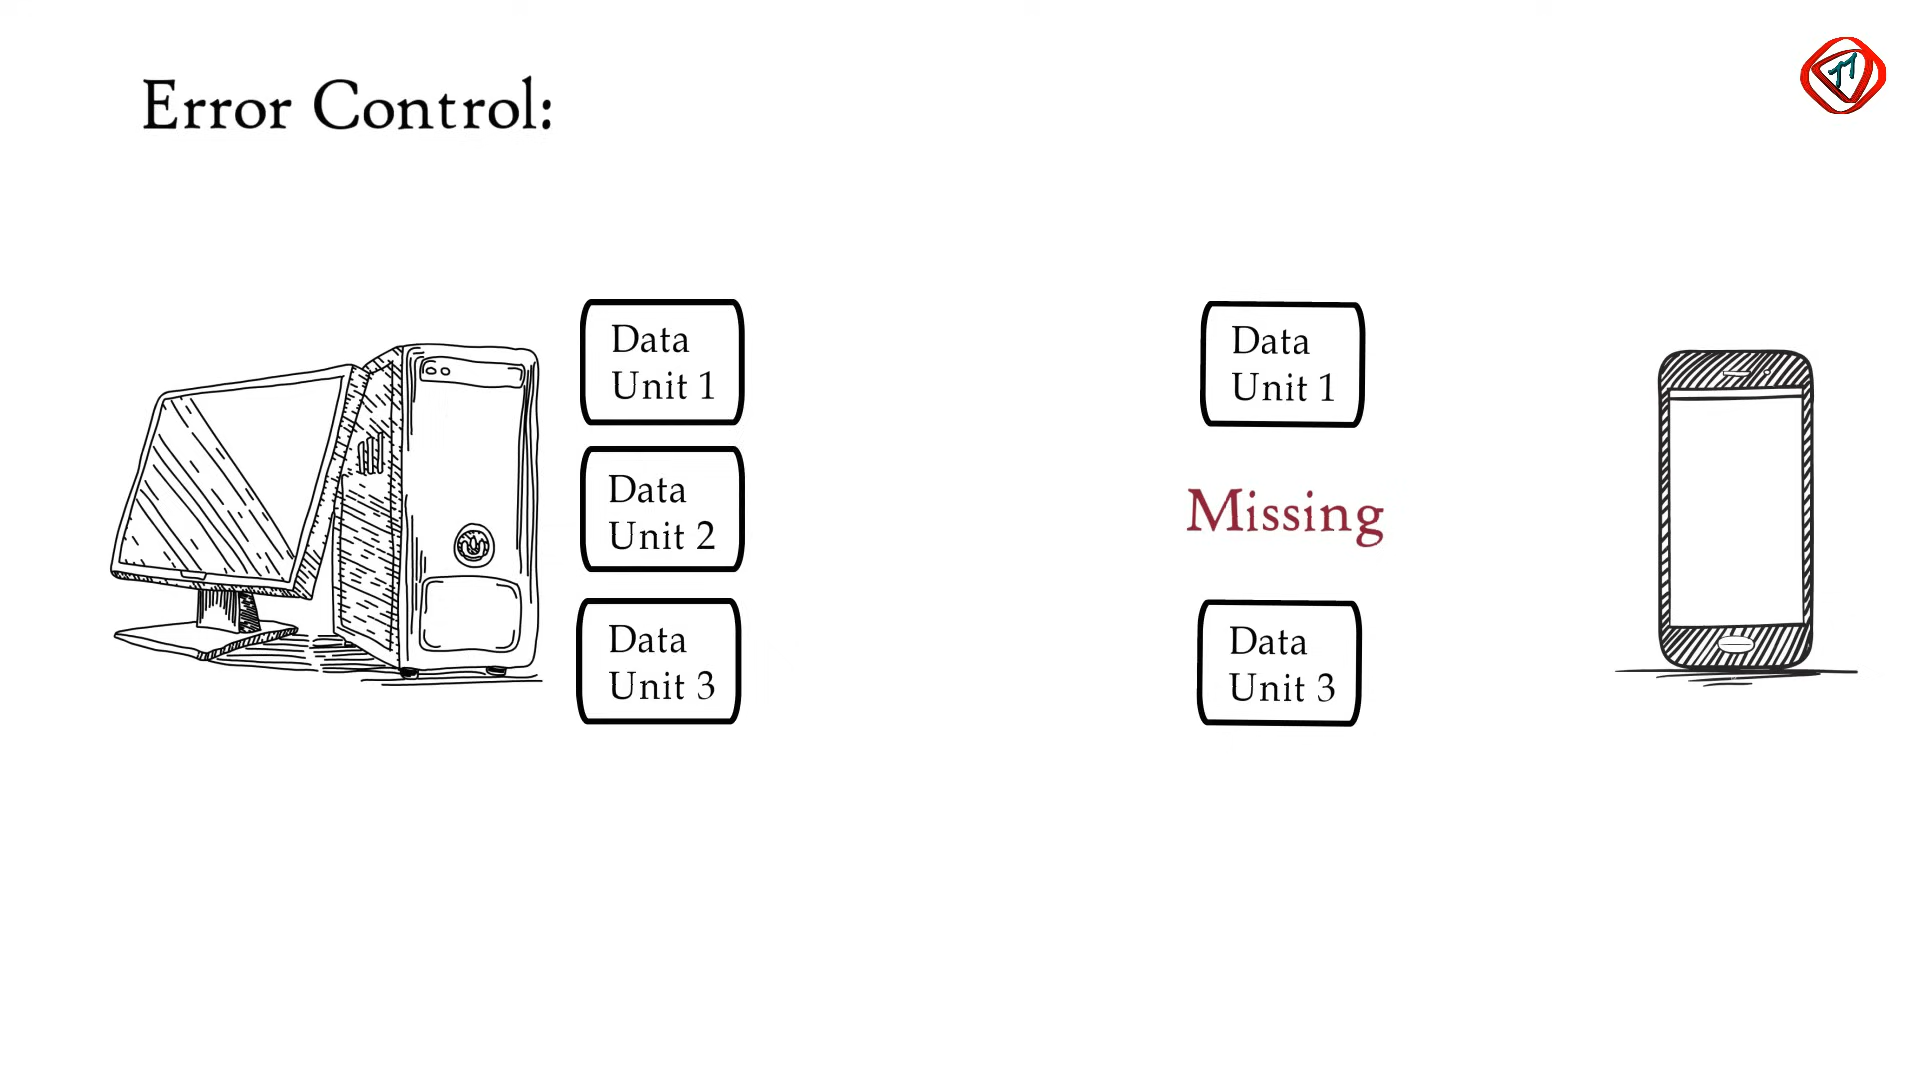 Error Control:
Data
Unit 1
Data
Unit 2
Data
Unit 3
Data
Unit 1
Missing
Data
Unit 3